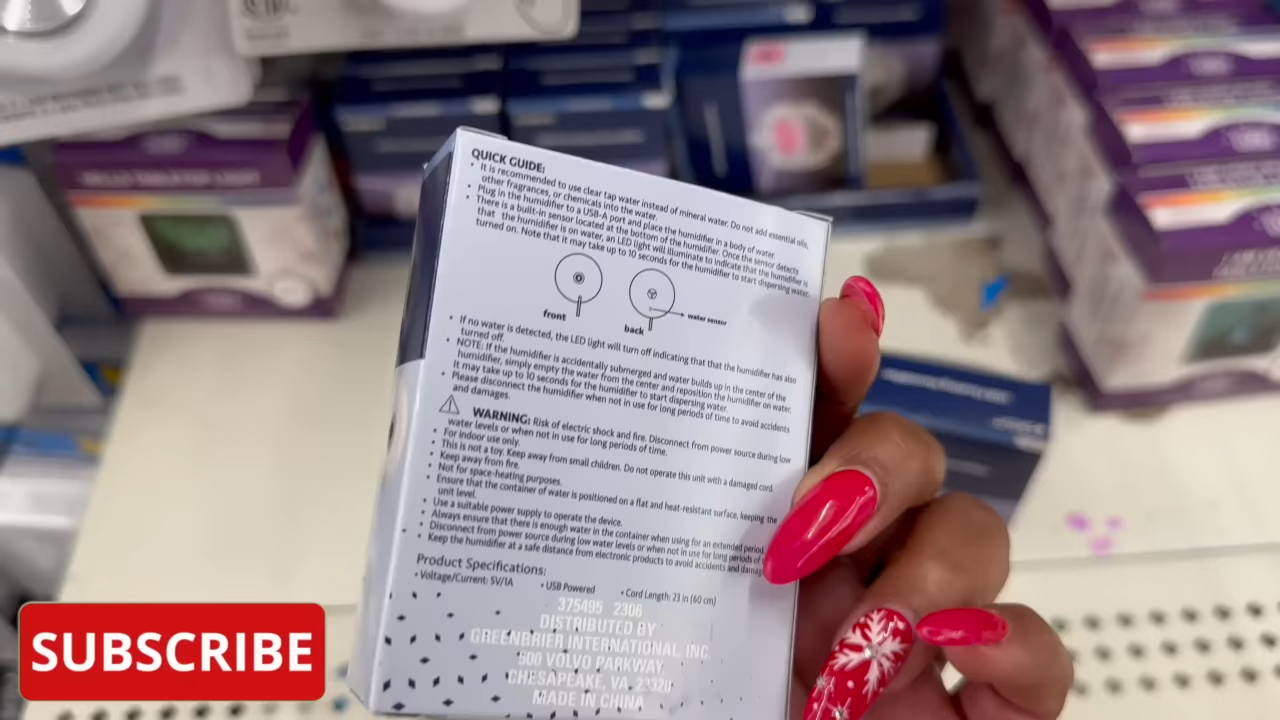 QUICK GUIDE:
• It is recommended to use clear tap water instead of mineral water. Do not add essential oils,
other fragrances, or chemicals into the water.
• Plug in the humidifier to a USB-A port and place the humidifier in a body of water.
• There is a built-in sensor located at the bottom of the humidifier. Once the sensor detects
that the humidifier is on water, an LED light will illuminate to indicate that the humidifier is
turned on. Note that it may take up to 10 seconds for the humidifier to start dispersing water.
front
back
water sensor
• If no water is detected, the LED light will turn off indicating that that the humidifier has also
turned off.
• NOTE: If the humidifier is accidentally submerged and water builds up in the center of the
humidifier, simply empty the water from the center and reposition the humidifier on water.
It may take up to 10 seconds for the humidifier to start dispersing water.
• Please disconnect the humidifier when not in use for long periods of time to avoid accidents
and damages.
WARNING: Risk of electric shock and fire. Disconnect from power source during low
water levels or when not in use for long periods of time.
• For indoor use only.
• This is not a toy. Keep away from small children. Do not operate this unit with a damaged cord.
• Keep away from fire.
• Not for space-heating purposes.
• Ensure that the container of water is positioned on a flat and heat-resistant surface, keeping the
unit level.
• Use a suitable power supply to operate the device.
• Always ensure that there is enough water in the container when using for an extended period.
• Disconnect from power source during low water levels or when not in use for long periods of
• Keep the humidifier at a safe distance from electronic products to avoid accidents and
Product Specifications:
• Voltage/Current: 5V/1A • USB Powered • Cord Length: 23 in (60 cm)
375495 2306
DISTRIBUTED BY
GREENBRIER INTERNATIONAL, INC.
500 VOLVO PARKWAY
CHESAPEAKE, VA. 23320
MADE IN CHINA
SUBSCRIBE